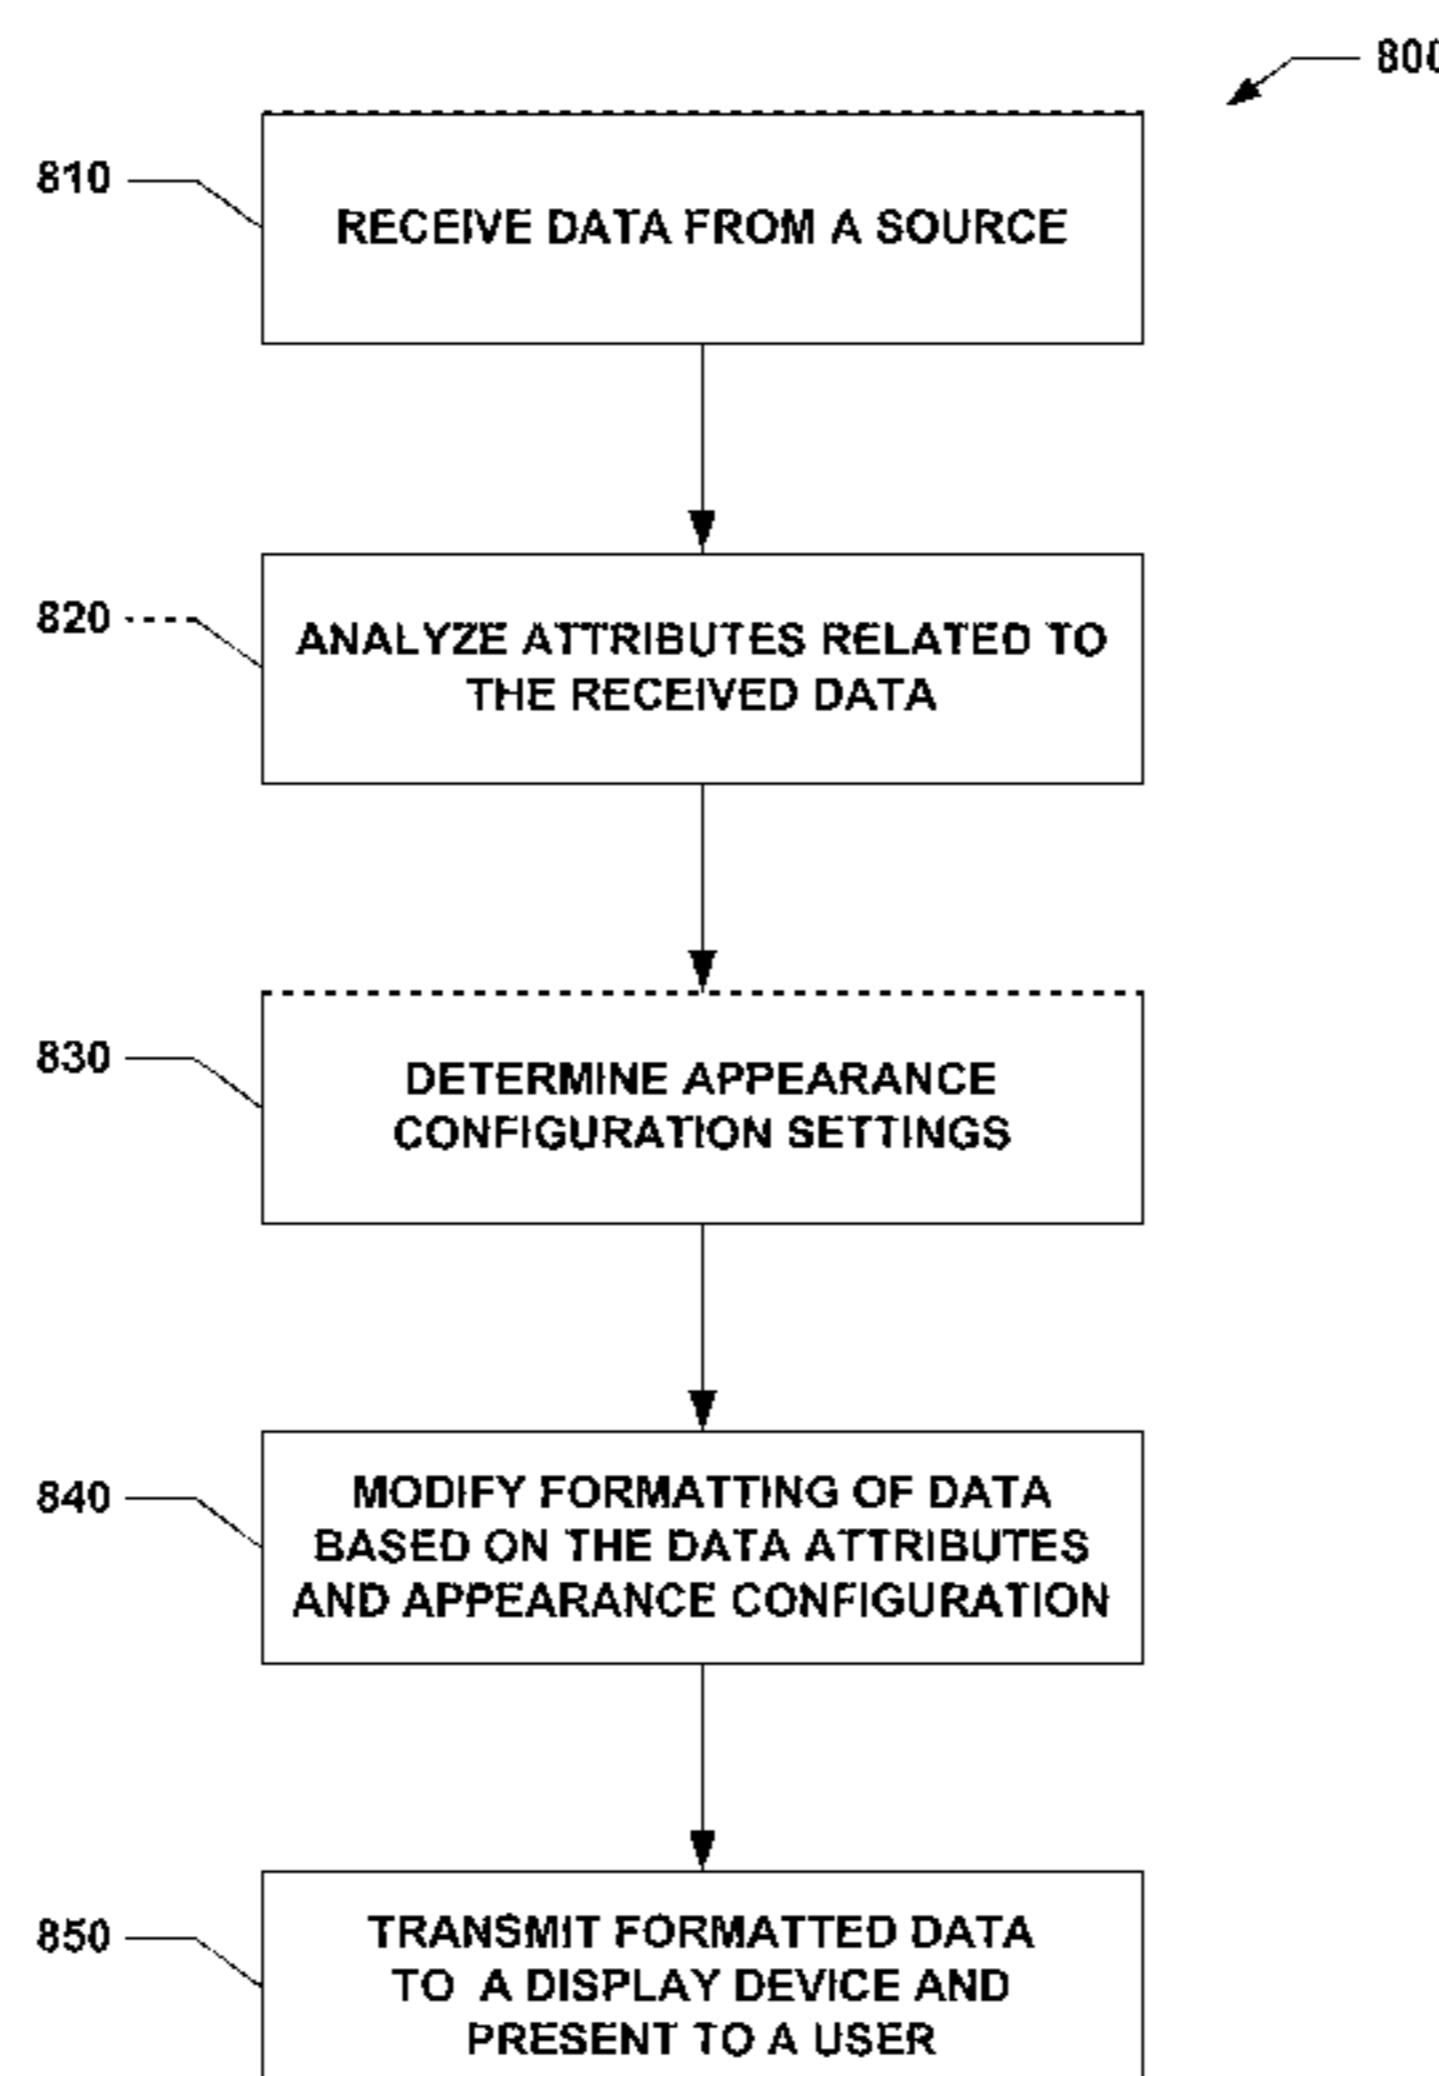 800
810
RECEIVE DATA FROM A SOURCE
820
ANALYZE ATTRIBUTES RELATED TO
THE RECEIVED DATA
830
DETERMINE APPEARANCE
CONFIGURATION SETTINGS
840
MODIFY FORMATTING OF DATA
BASED ON THE DATA ATTRIBUTES
AND APPEARANCE CONFIGURATION
850
TRANSMIT FORMATTED DATA
TO A DISPLAY DEVICE AND
PRESENT TO A USER